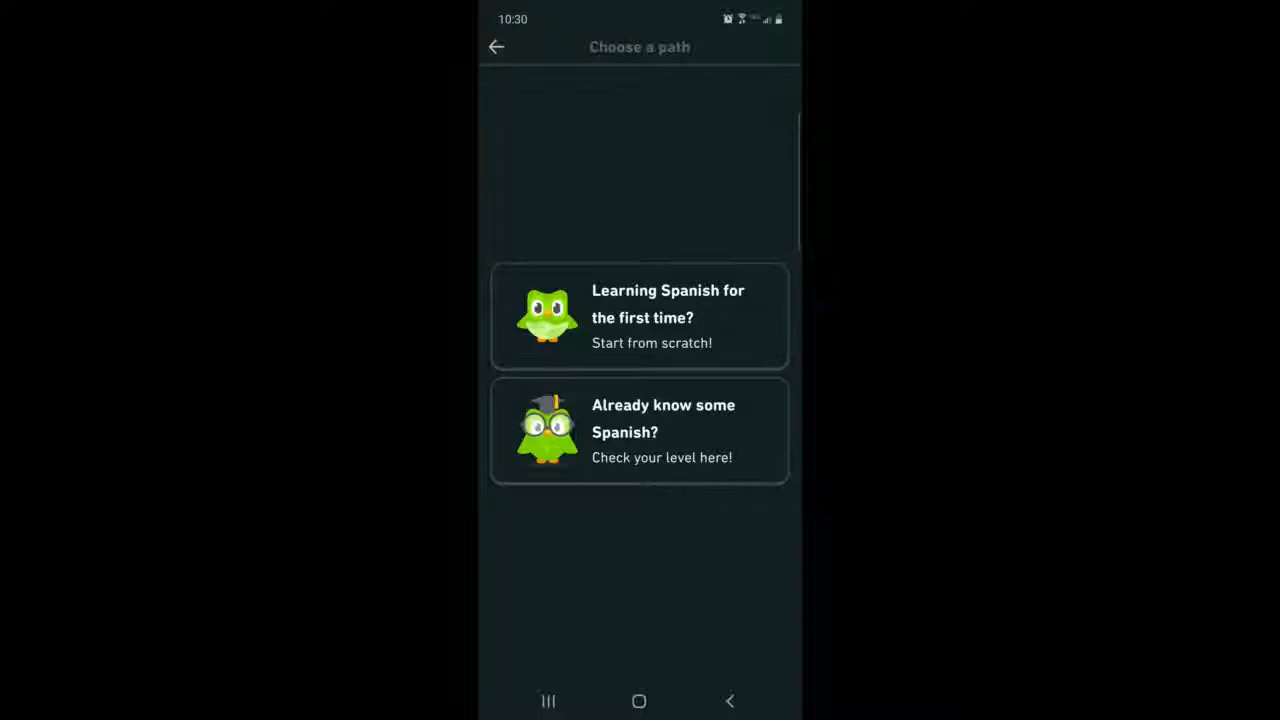 10:30
Choose a path
Learning Spanish for
the first time?
Start from scratch!
Already know some
Spanish?
Check your level here!